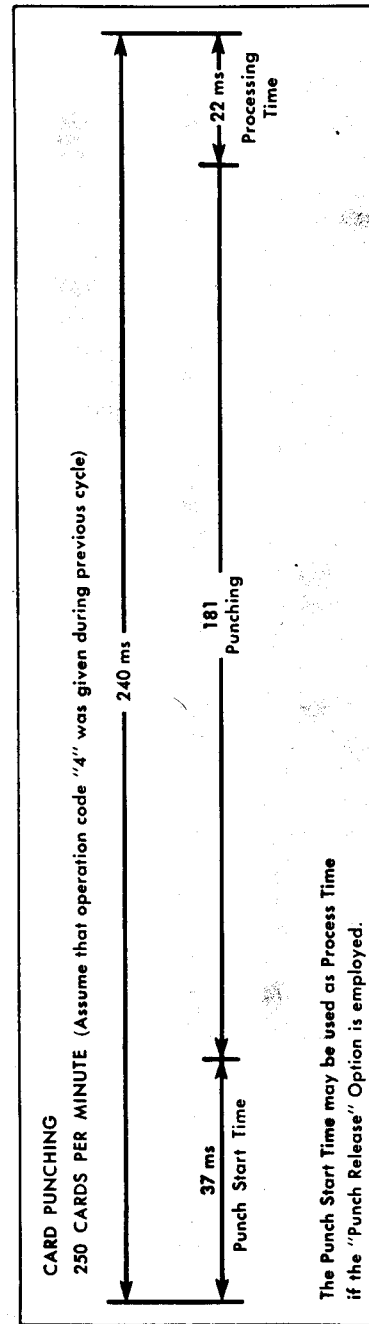 CARD PUNCHING
250 CARDS PER MINUTE (Assume that operation code "4" was given during previous cycle)
240 ms
37 ms
Punch Start Time
181
Punching
22 ms
Processing
Time
The Punch Start Time may be used as Process Time
if the "Punch Release" Option is employed.